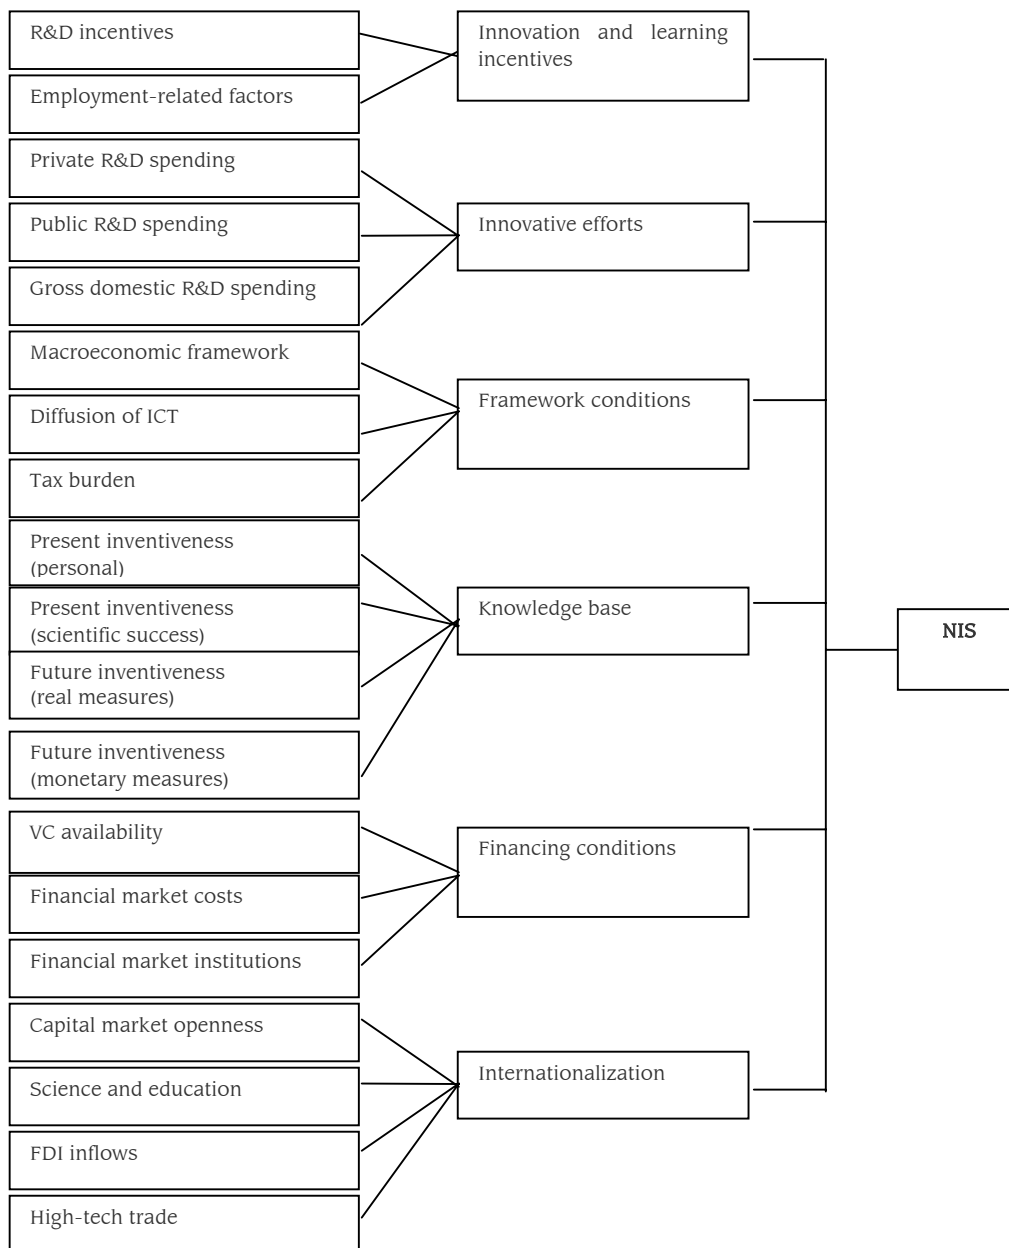 R&D incentives
Employment-related factors
Private R&D spending
Public R&D spending
Gross domestic R&D spending
Macroeconomic framework
Diffusion of ICT
Tax burden
Present inventiveness
(personal)
Present inventiveness
(scientific success)
Future inventiveness
(real measures)
Future inventiveness
(monetary measures)
VC availability
Financial market costs
Financial market institutions
Capital market openness
Science and education
FDI inflows
High-tech trade
Innovation and learning
incentives
Innovative efforts
Framework conditions
Knowledge base
Financing conditions
Internationalization
NIS